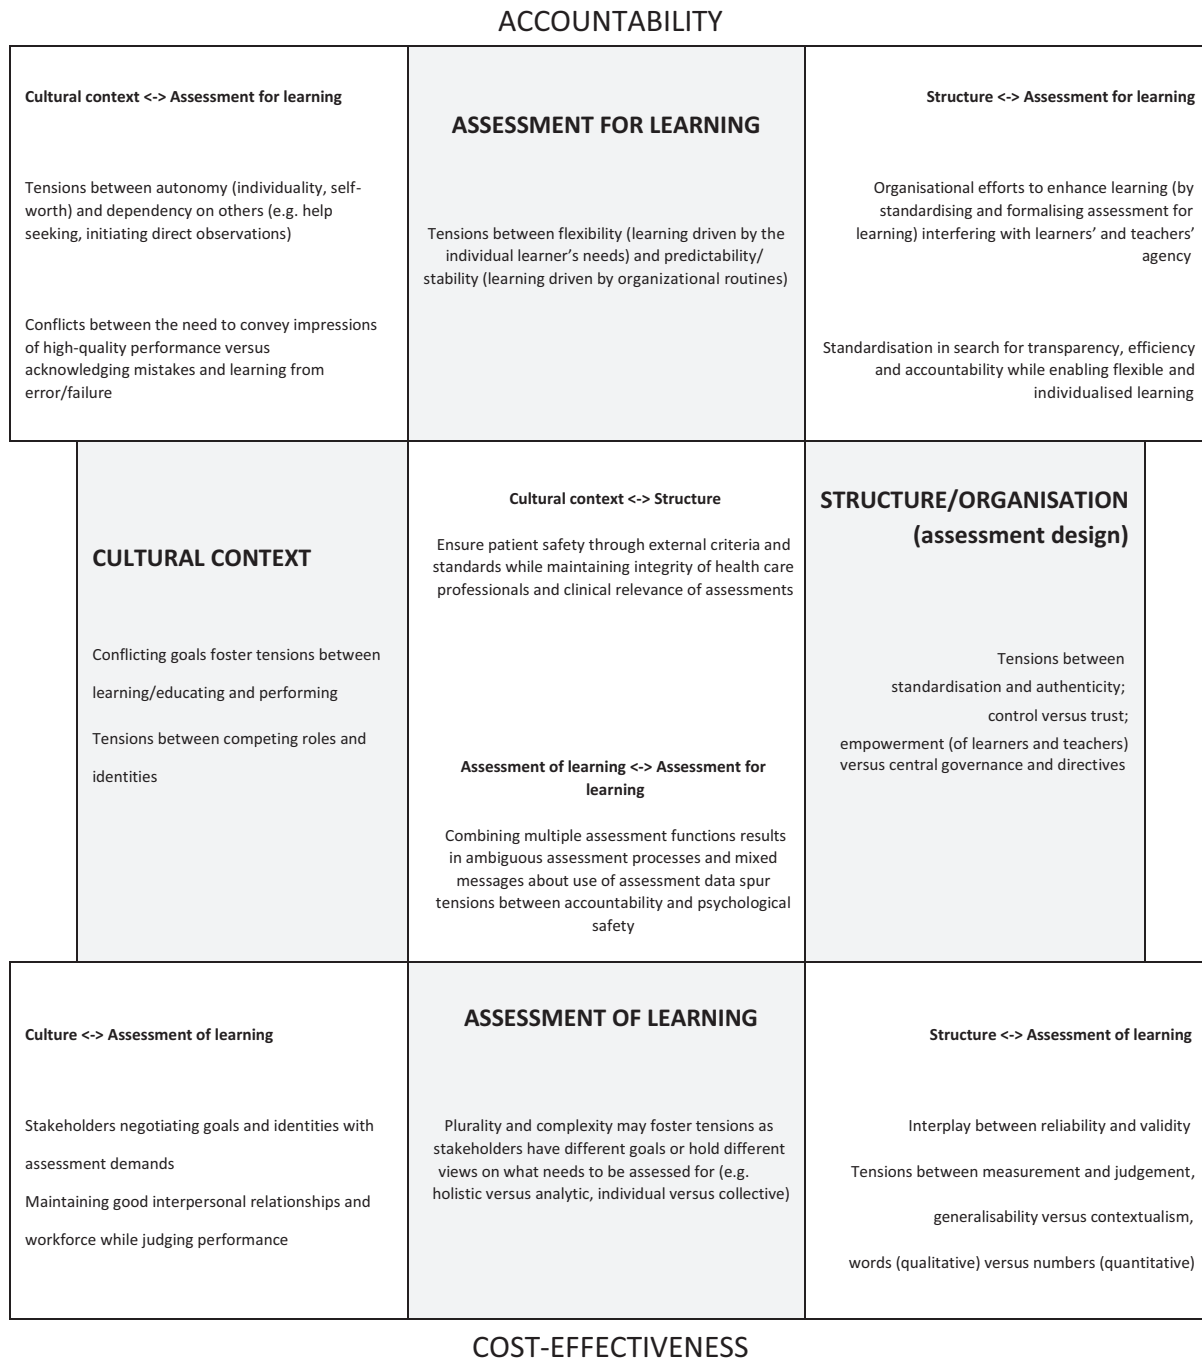 ACCOUNTABILITY
Cultural context <-> Assessment for learning
Tensions between autonomy (individuality, self-
worth) and dependency on others (e.g. help
seeking, initiating direct observations)
Conflicts between the need to convey impressions
of high-quality performance versus
acknowledging mistakes and learning from
error/failure
ASSESSMENT FOR LEARNING
Tensions between flexibility (learning driven by the
individual learner's needs) and predictability/
stability (learning driven by organizational routines)
Structure <-> Assessment for learning
Organisational efforts to enhance learning (by
standardising and formalising assessment for
learning) interfering with learners' and teachers'
agency
Standardisation in search for transparency, efficiency
and accountability while enabling flexible and
individualised learning
CULTURAL CONTEXT
Conflicting goals foster tensions between
learning/educating and performing
Tensions between competing roles and
identities
Cultural context <-> Structure
Ensure patient safety through external criteria and
standards while maintaining integrity of health care
professionals and clinical relevance of assessments
Assessment of learning <-> Assessment for
learning
Combining multiple assessment functions results
in ambiguous assessment processes and mixed
messages about use of assessment data spur
tensions between accountability and psychological
safety
STRUCTURE/ORGANISATION
(assessment design)
Tensions between
standardisation and authenticity;
control versus trust;
empowerment (of learners and teachers)
versus central governance and directives
Culture <-> Assessment of learning
Stakeholders negotiating goals and identities with
assessment demands
Maintaining good interpersonal relationships and
workforce while judging performance
ASSESSMENT OF LEARNING
Plurality and complexity may foster tensions as
stakeholders have different goals or hold different
views on what needs to be assessed for (e.g.
holistic versus analytic, individual versus collective)
Structure <-> Assessment of learning
Interplay between reliability and validity
Tensions between measurement and judgement,
generalisability versus contextualism,
words (qualitative) versus numbers (quantitative)
COST-EFFECTIVENESS